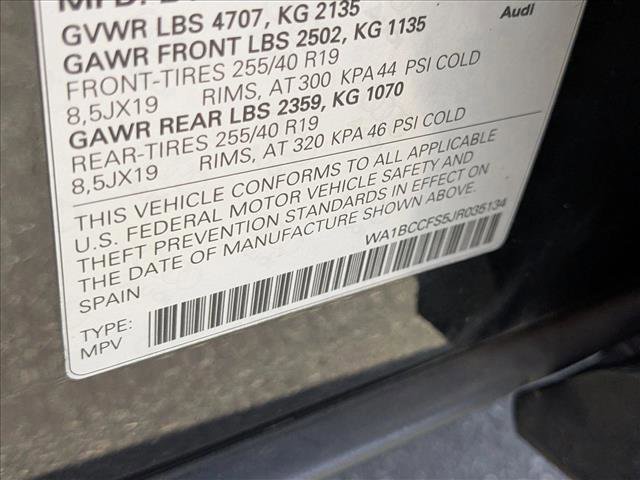 Audi
GVWR LBS 4707, KG 2135
GAWR FRONT LBS 2502, KG 1135
FRONT-TIRES 255/40 R19
8,5JX19 RIMS, AT 300 KPA 44 PSI COLD
GAWR REAR LBS 2359, KG 1070
REAR-TIRES 255/40 R19
8,5JX19 RIMS, AT 320 KPA 46 PSI COLD
THIS VEHICLE CONFORMS TO ALL APPLICABLE
U.S. FEDERAL MOTOR VEHICLE SAFETY AND
THEFT PREVENTION STANDARDS IN EFFECT ON
THE DATE OF MANUFACTURE SHOWN ABOVE.
SPAIN
WA1BCCFS5JR035134
TYPE:
MPV